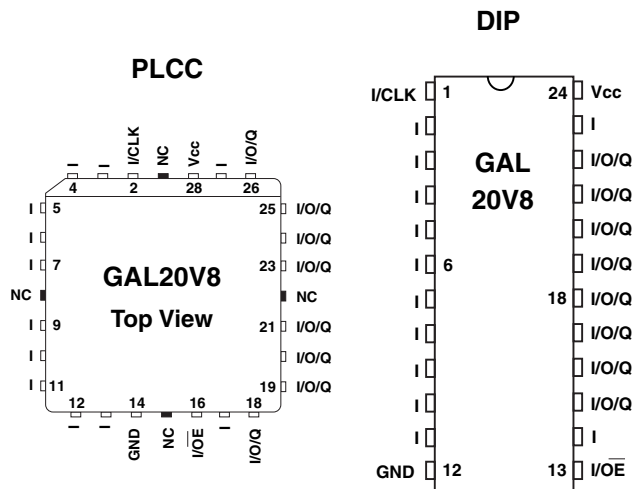 DIP
PLCC
I/CLK 1 24 Vcc
I I
I I/O/Q
I I/O/Q
I I/O/Q
I 6 I/O/Q
I 18 I/O/Q
I I/O/Q
I I/O/Q
I I/O/Q
I I
GND 12 13 I/OE
GAL
20V8
I I I/CLK NC Vcc I I/O/Q
4 2 28 26
I 5 25 I/O/Q
I I/O/Q
I 7 23 I/O/Q
NC NC
I 9 21 I/O/Q
I I/O/Q
I 11 19 I/O/Q
GAL20V8
Top View
12 14 16 18
I I GND NC I/OE I I/O/Q